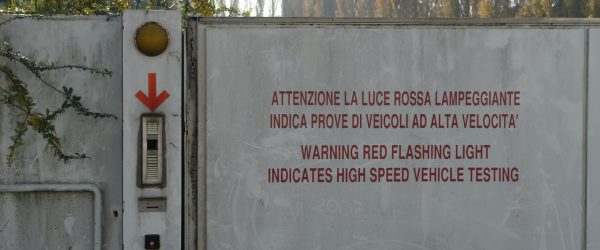 ATTENZIONE LA LUCE ROSSA LAMPEGGIANTE
INDICA PROVE DI VEICOLI AD ALTA VELOCITA'
WARNING RED FLASHING LIGHT
INDICATES HIGH SPEED VEHICLE TESTING